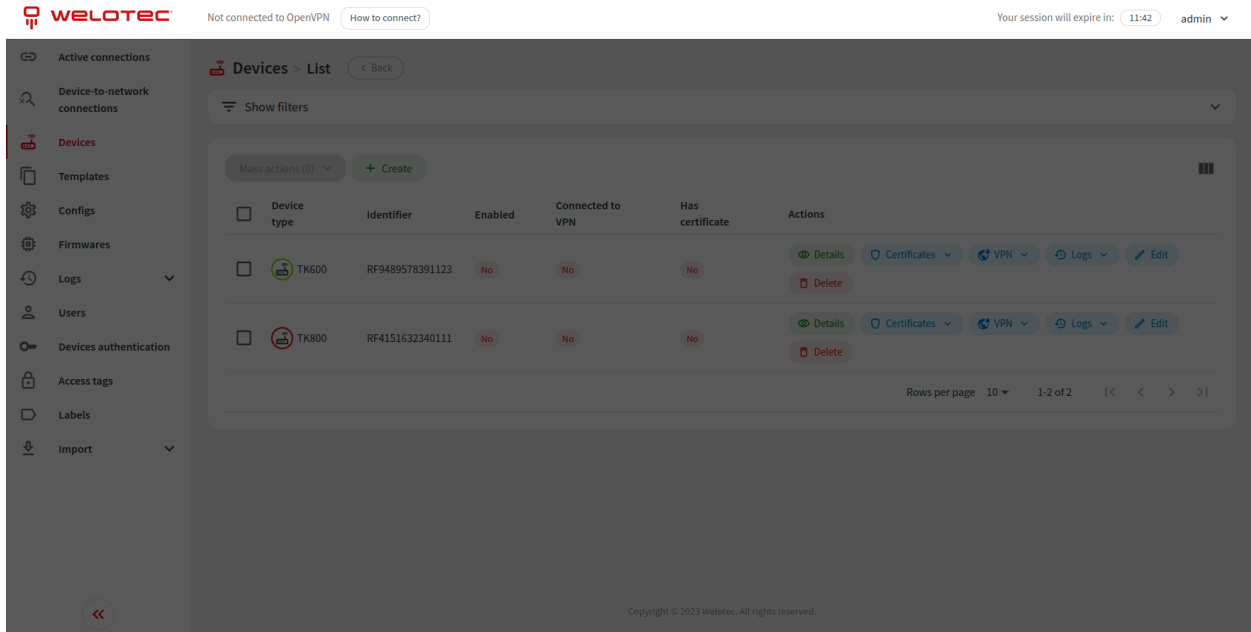 WELOTEC
Not connected to OpenVPN How to connect? Your session will expire in: 11:42 admin
Active connections
Device-to-network
connections
Devices
Templates
Configs
Firmwares
Logs
Users
Devices authentication
Access tags
Labels
Import
Devices > List < Back
Show filters
Mass actions (0) + Create
Device
type Identifier Enabled Connected to
VPN Has
certificate Actions
TK600 RF9489578391123 No No No Details Certificates VPN Logs Edit
Delete
TK800 RF4151632340111 No No No Details Certificates VPN Logs Edit
Delete
Rows per page 10 1-2 of 2
Copyright © 2023 Welotec. All rights reserved.